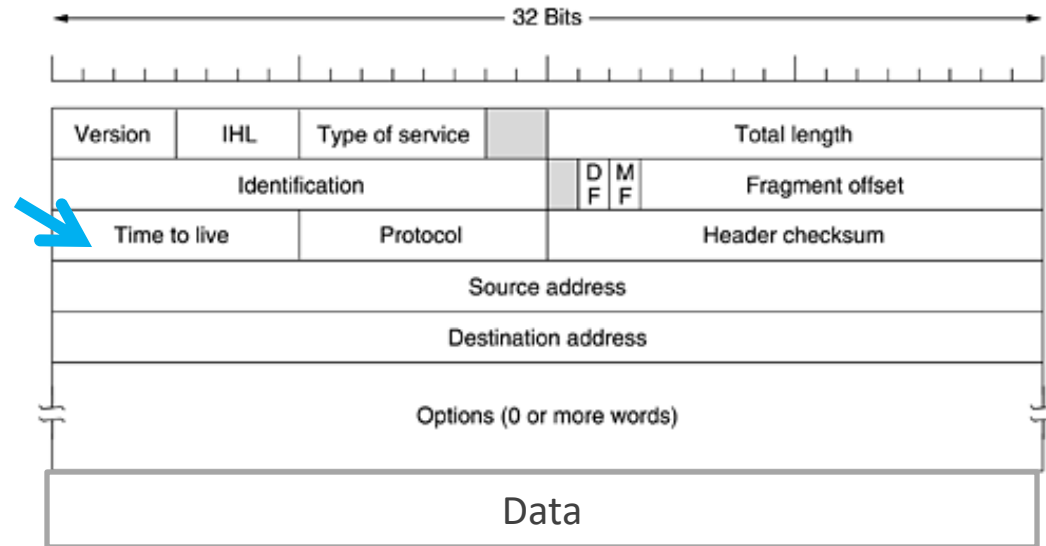 32 Bits
Version IHL Type of service Total length
Identification D F M F Fragment offset
Time to live Protocol Header checksum
Source address
Destination address
Options (0 or more words)
Data